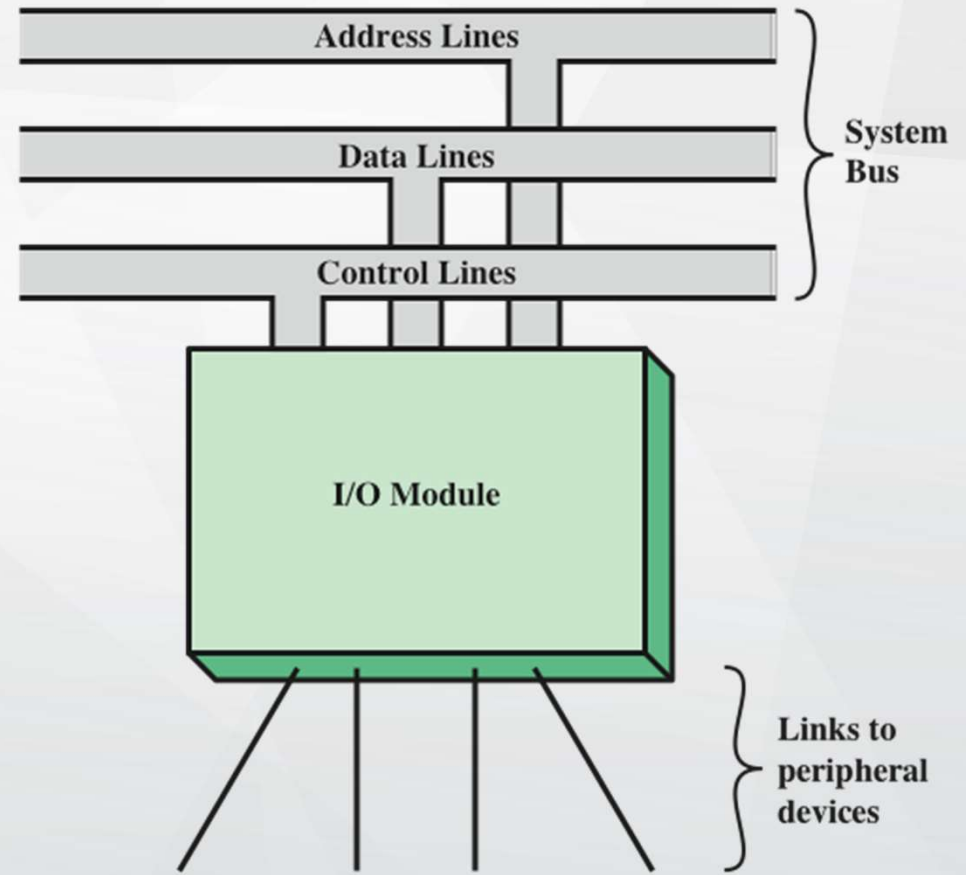 Address Lines
Data Lines
System
Bus
Control Lines
I/O Module
Links to
peripheral
devices